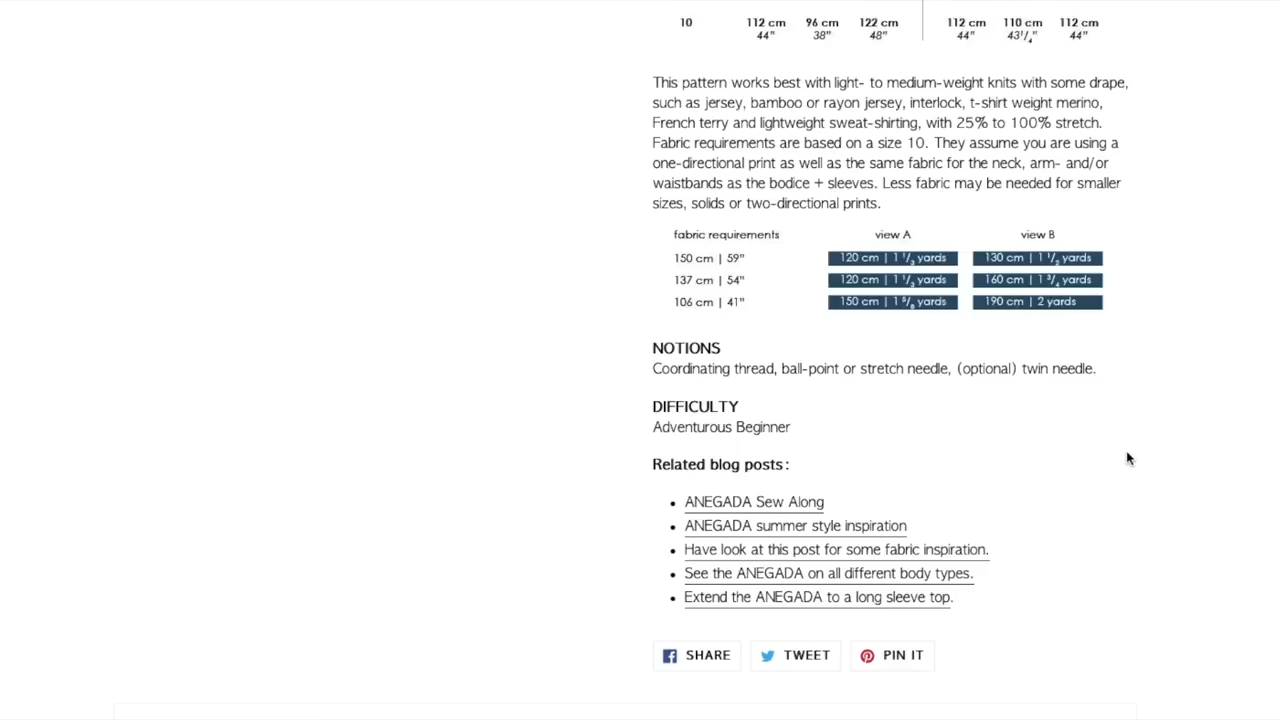 10 112 cm 96 cm 122 cm 112 cm 110 cm 112 cm
44" 38" 48" 44" 43¹/₄" 44"
This pattern works best with light- to medium-weight knits with some drape,
such as jersey, bamboo or rayon jersey, interlock, t-shirt weight merino,
French terry and lightweight sweat-shirting, with 25% to 100% stretch.
Fabric requirements are based on a size 10. They assume you are using a
one-directional print as well as the same fabric for the neck, arm- and/or
waistbands as the bodice + sleeves. Less fabric may be needed for smaller
sizes, solids or two-directional prints.
fabric requirements view A view B
150 cm | 59" 120 cm | 1 ¹/₃ yards 130 cm | 1 ¹/₂ yards
137 cm | 54" 120 cm | 1 ¹/₃ yards 160 cm | 1 ³/₄ yards
106 cm | 41" 150 cm | 1 ⁵/₈ yards 190 cm | 2 yards
NOTIONS
Coordinating thread, ball-point or stretch needle, (optional) twin needle.
DIFFICULTY
Adventurous Beginner
Related blog posts:
• ANEGADA Sew Along
• ANEGADA summer style inspiration
• Have look at this post for some fabric inspiration.
• See the ANEGADA on all different body types.
• Extend the ANEGADA to a long sleeve top.
SHARE TWEET PIN IT